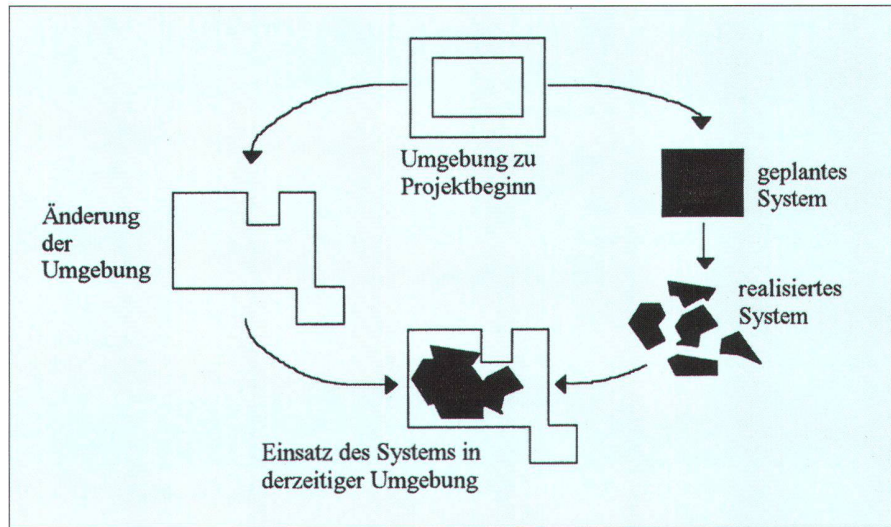 Umgebung zu
Projektbeginn
geplantes
System
Änderung
der
Umgebung
realisiertes
System
Einsatz des Systems in
derzeitiger Umgebung